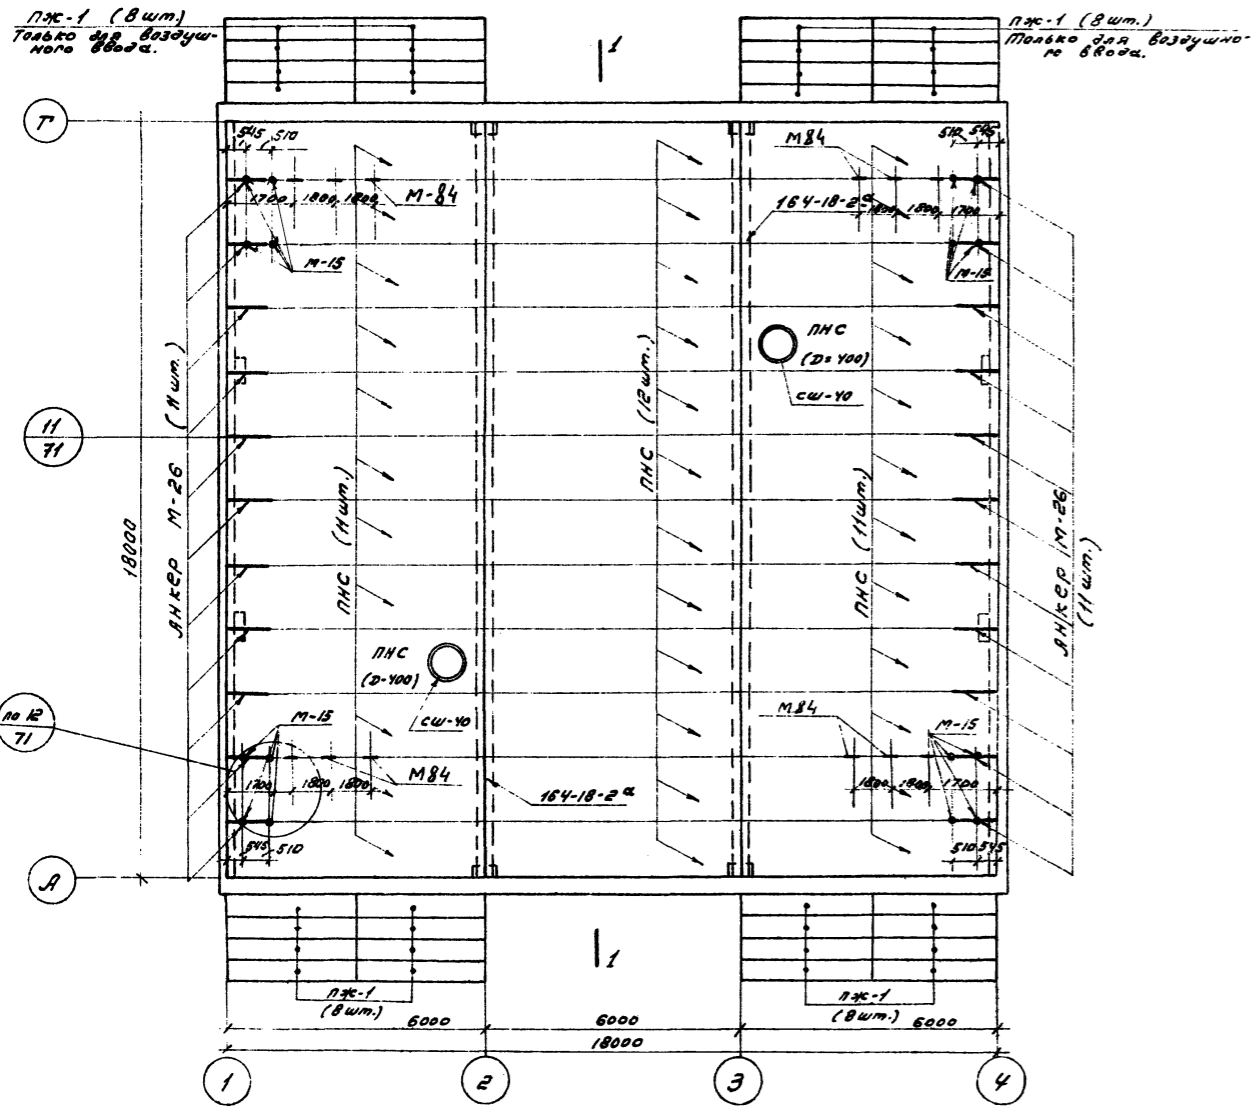 ПЖ-1 (8 шт.)
Только для воздуш-
ного ввода.
ПЖ-1 (8 шт.)
Только для воздушно-
го ввода.
1
Г
545
510
510
545
М84
М-84
1700
1800
1800
164-18-2а
1800
1800
1700
М-15
М-15
ПНС
(D=400)
СШ-40
(11 шт.)
(12 шт.)
ПНС
11
71
Анкер М-26
(11 шт.)
ПНС
(11 шт.)
ПНС
Анкер М-26
(11 шт.)
18000
ПНС
(D-400)
СШ-40
по 12
71
М-15
М84
М-15
1700
1800
1800
М84
164-18-2а
1800
1800
1700
545
510
510
545
А
1
ПЖ-1
(8 шт.)
ПЖ-1
(8 шт.)
6000
6000
6000
18000
1
2
3
4